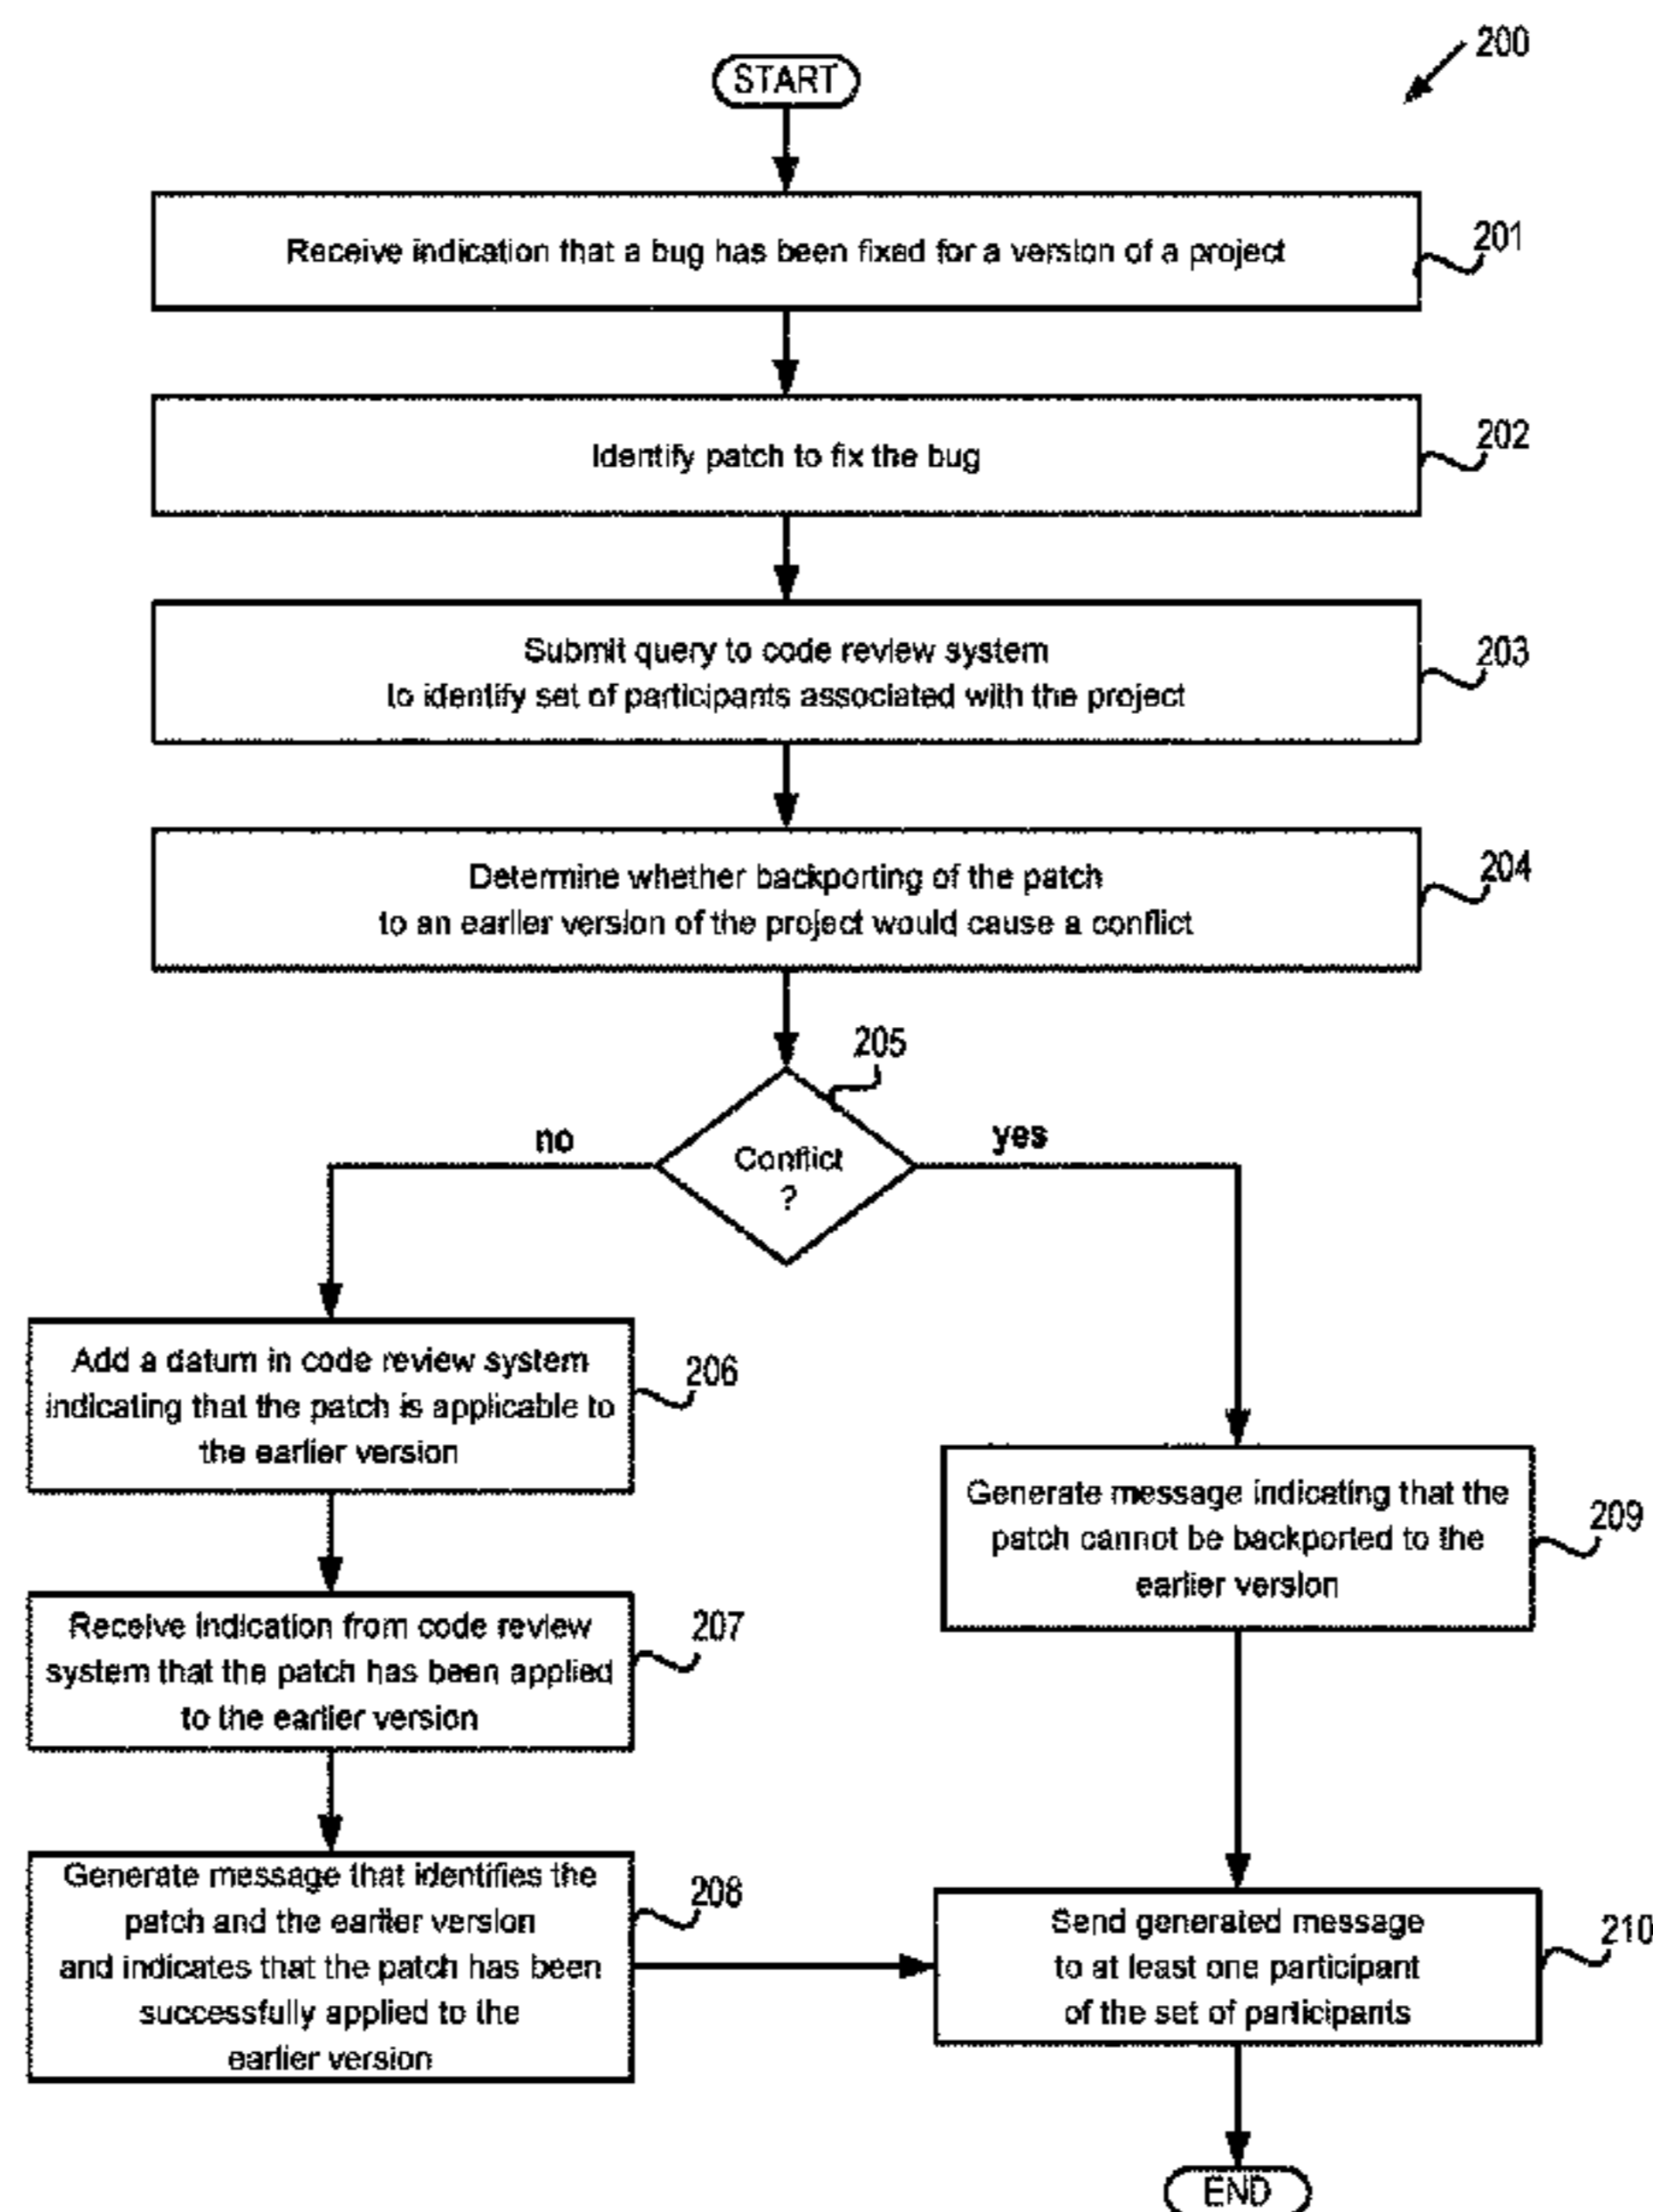 200
START
Receive indication that a bug has been fixed for a version of a project
201
Identify patch to fix the bug
202
Submit query to code review system
to identify set of participants associated with the project
203
Determine whether backporting of the patch
to an earlier version of the project would cause a conflict
204
205
no
yes
Conflict
?
Add a datum in code review system
indicating that the patch is applicable to
the earlier version
206
Generate message indicating that the
patch cannot be backported to the
earlier version
209
Receive indication from code review
system that the patch has been applied
to the earlier version
207
Generate message that identifies the
patch and the earlier version
and indicates that the patch has been
successfully applied to the
earlier version
208
Send generated message
to at least one participant
of the set of participants
210
END